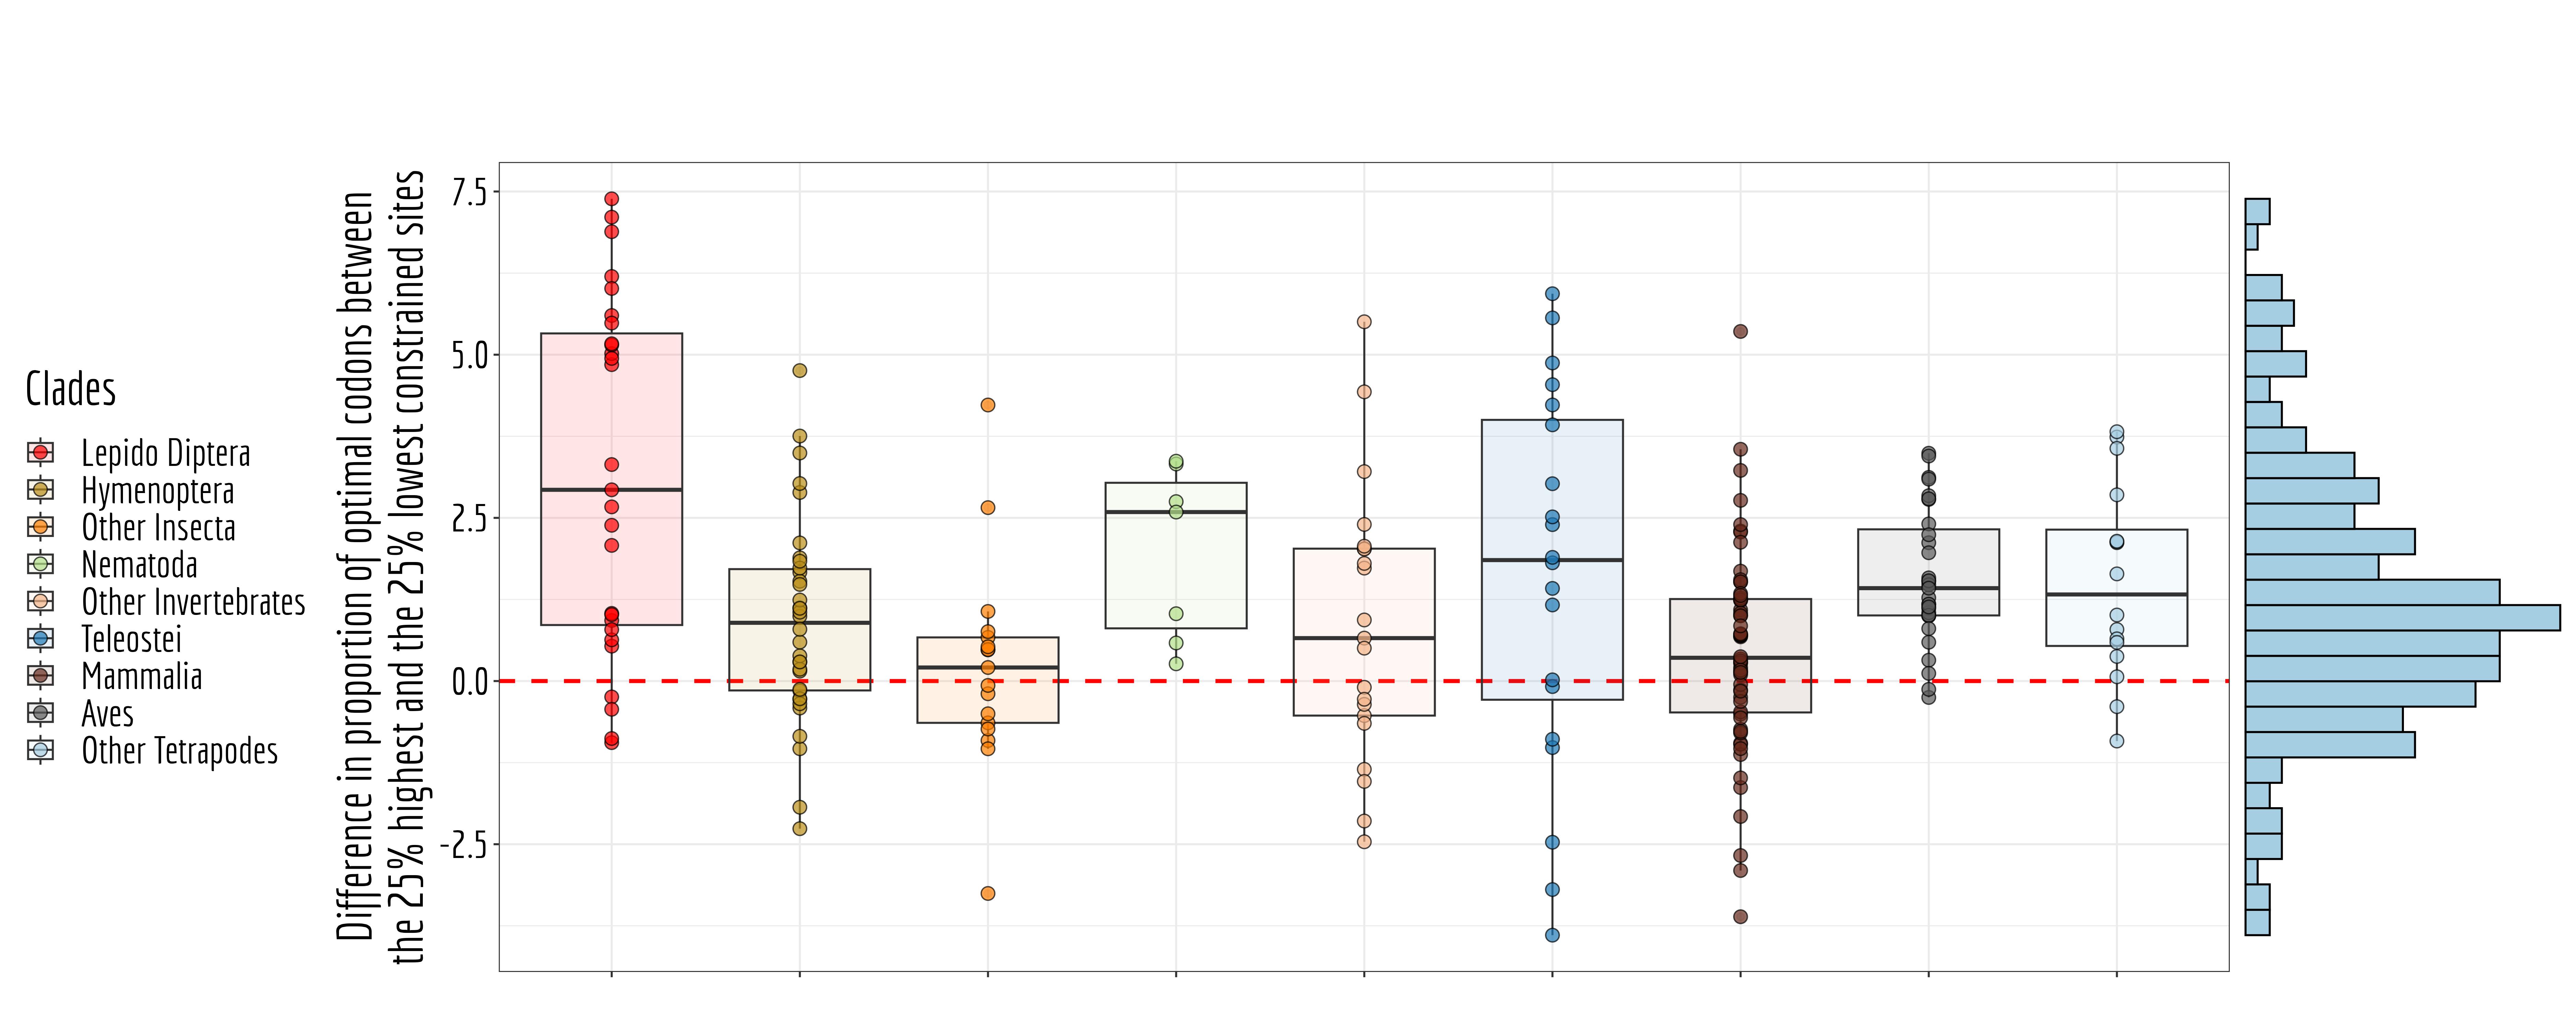 Clades
Lepido Diptera
Hymenoptera
Other Insecta
Nematoda
Other Invertebrates
Teleostei
Mammalia
Aves
Other Tetrapodes
Difference in proportion of optimal codons between
the 25% highest and the 25% lowest constrained sites
7.5
5.0
2.5
0.0
-2.5